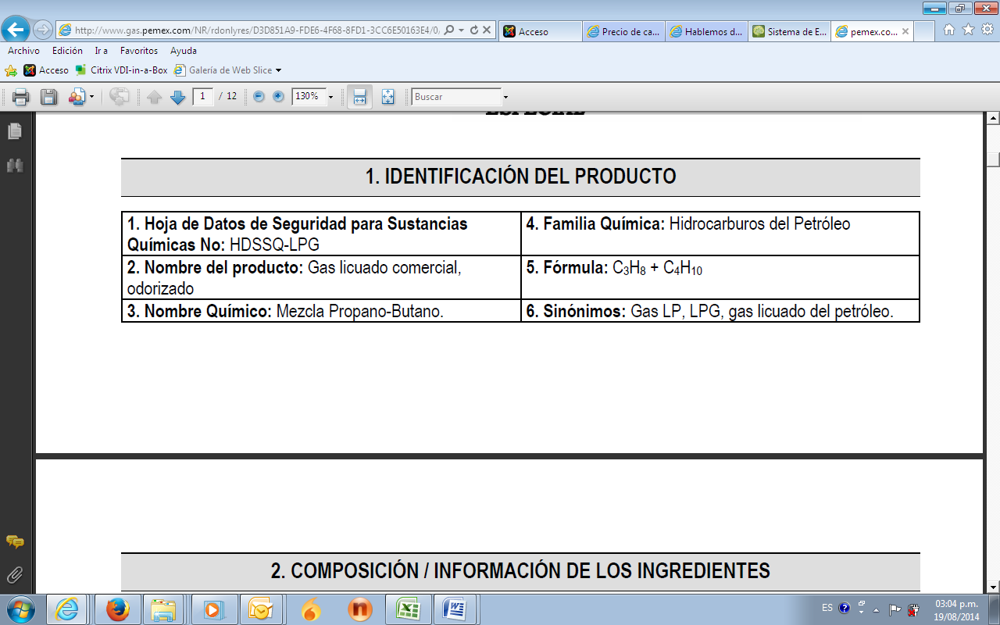 http://www.gas.pemex.com/NR/rdonlyres/D3D851A9-FDE6-4F68-8FD1-3CC6E50163E4/0/
Acceso
Precio de ca...
Hablemos d...
Sistema de E...
pemex.co...
Archivo Edición Ir a Favoritos Ayuda
Acceso Citrix VDI-in-a-Box Galería de Web Slice
1 / 12 130% Buscar
1. IDENTIFICACIÓN DEL PRODUCTO
1. Hoja de Datos de Seguridad para Sustancias
Químicas No: HDSSQ-LPG
4. Familia Química: Hidrocarburos del Petróleo
2. Nombre del producto: Gas licuado comercial,
odorizado
5. Fórmula: C3H8 + C4H10
3. Nombre Químico: Mezcla Propano-Butano.
6. Sinónimos: Gas LP, LPG, gas licuado del petróleo.
2. COMPOSICIÓN / INFORMACIÓN DE LOS INGREDIENTES
ES
03:04 p.m.
19/08/2014